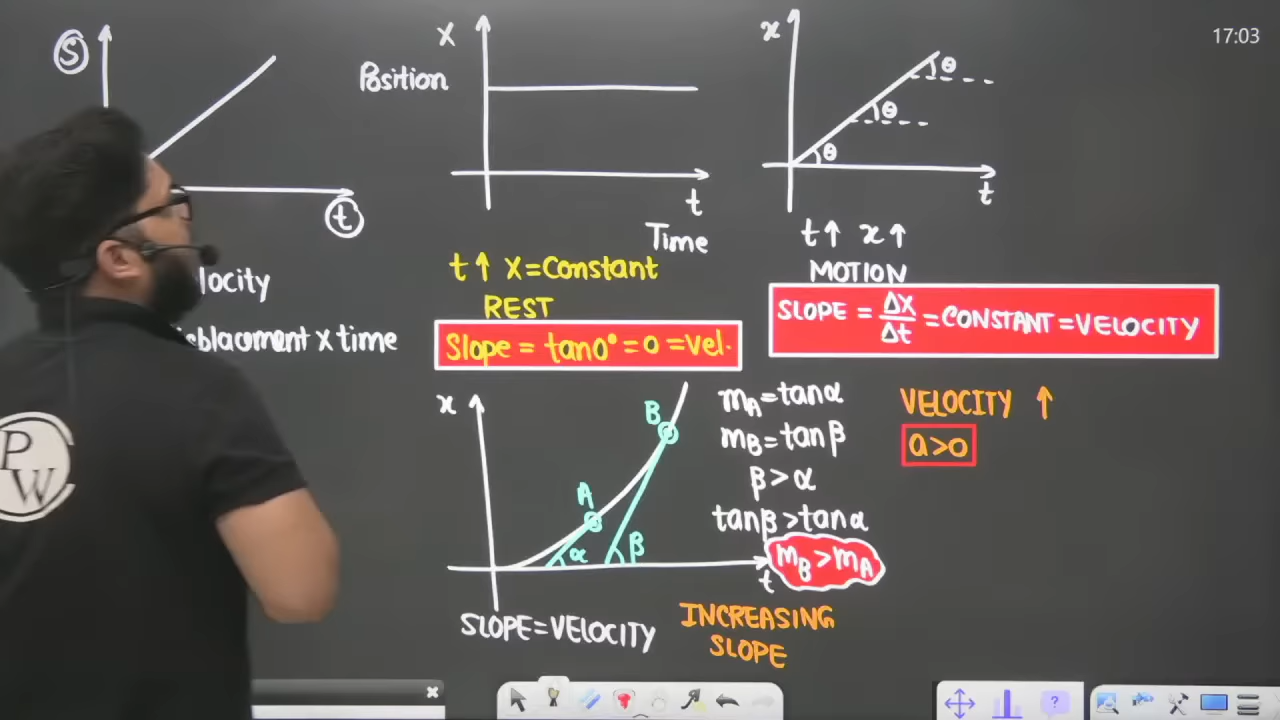 17:03
S
t
locity
splacement x time
X
Position
t
Time
t↑ X=Constant
REST
Slope = tan0° = 0 = vel.
x
θ
θ
θ
t
t↑ x↑
MOTION
SLOPE = Δx/Δt = CONSTANT = VELOCITY
x
B
A
α
β
t
SLOPE=VELOCITY
INCREASING
SLOPE
mA=tanα
mB=tanβ
β>α
tanβ>tanα
mB>mA
VELOCITY ↑
a>0
PW
?